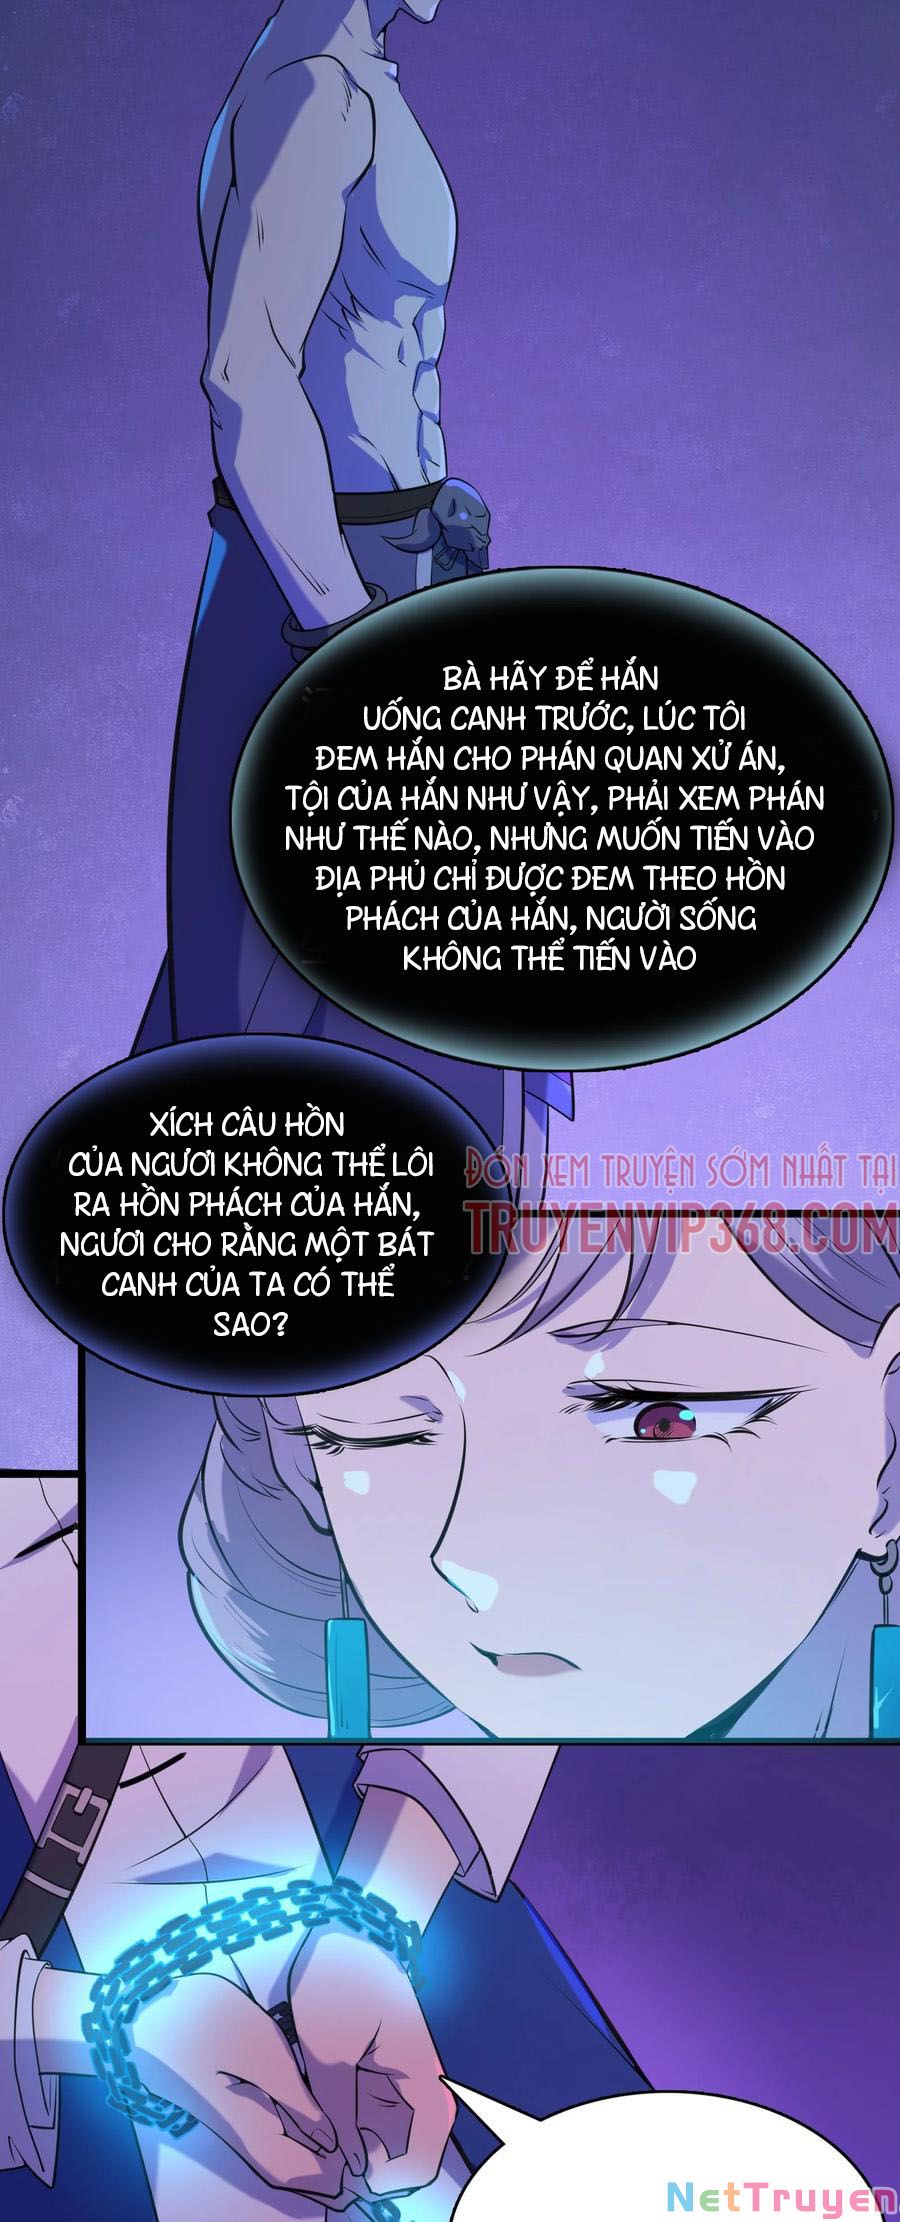 BÀ HÃY ĐỂ HẮN
UỐNG CANH TRƯỚC, LÚC TÔI
ĐEM HẮN CHO PHÁN QUAN XỬ ÁN,
TỘI CỦA HẮN NHƯ VẬY, PHẢI XEM PHÁN
NHƯ THẾ NÀO, NHƯNG MUỐN TIẾN VÀO
ĐỊA PHỦ CHỈ ĐƯỢC ĐEM THEO HỒN
PHÁCH CỦA HẮN, NGƯỜI SỐNG
KHÔNG THỂ TIẾN VÀO
XÍCH CÂU HỒN
CỦA NGƯƠI KHÔNG THỂ LÔI
RA HỒN PHÁCH CỦA HẮN,
NGƯƠI CHO RẰNG MỘT BÁT
CANH CỦA TA CÓ THỂ
SAO?
ĐÓN XEM TRUYỆN SỚM NHẤT TẠI
TRUYENVIP368.COM
NetTruyen